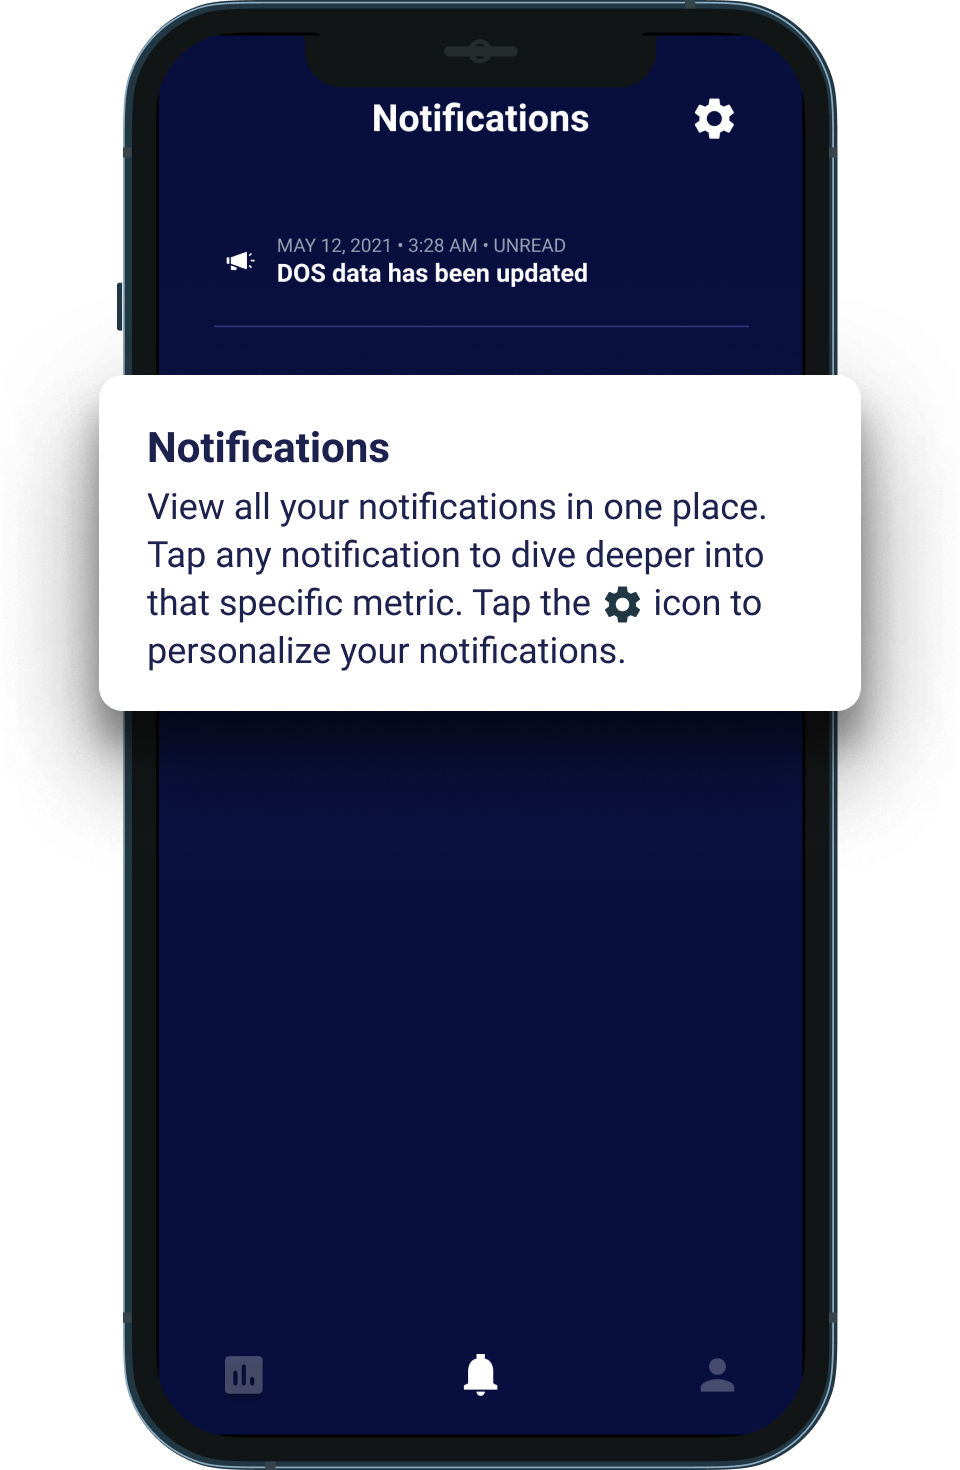 Notifications
MAY 12, 2021 • 3:28 AM • UNREAD
DOS data has been updated
Notifications
View all your notifications in one place.
Tap any notification to dive deeper into
that specific metric. Tap the icon to
personalize your notifications.